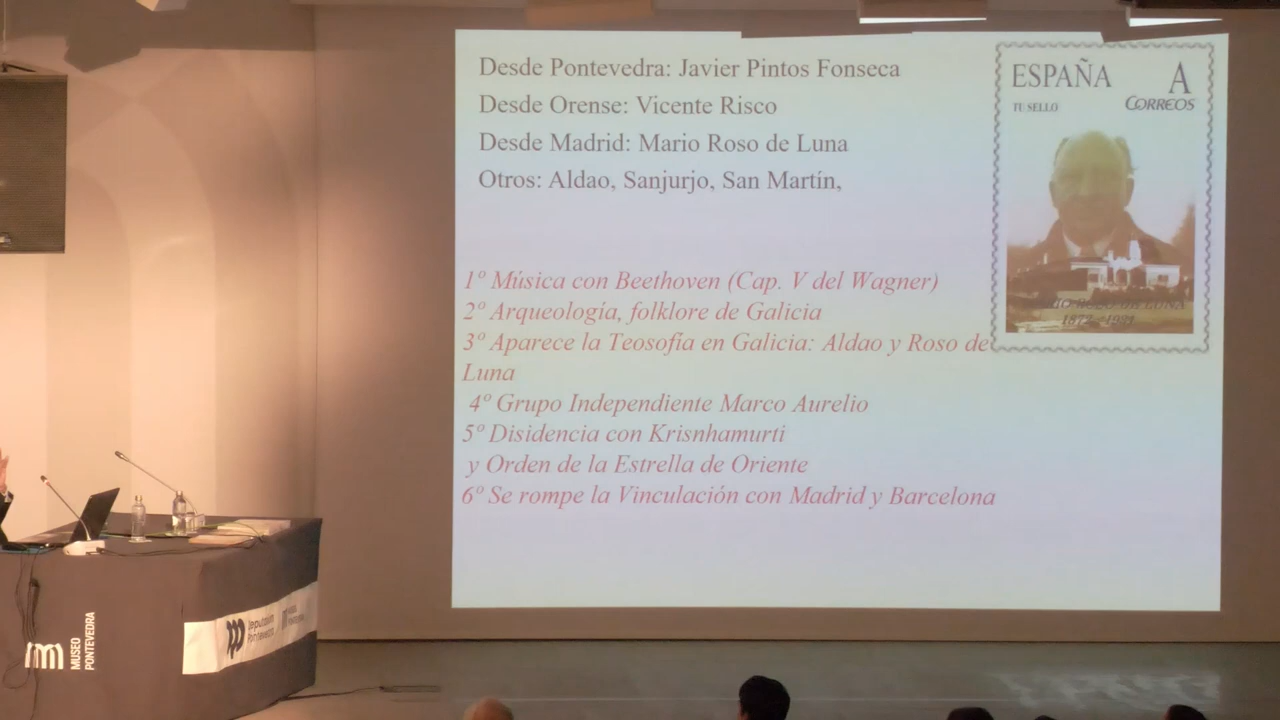 Desde Pontevedra: Javier Pintos Fonseca
Desde Orense: Vicente Risco
Desde Madrid: Mario Roso de Luna
Otros: Aldao, Sanjurjo, San Martín,
ESPAÑA
A
TU SELLO
CORREOS
1º Música con Beethoven (Cap. V del Wagner)
2º Arqueología, folklore de Galicia
3º Aparece la Teosofía en Galicia: Aldao y Roso de
Luna
4º Grupo Independiente Marco Aurelio
5º Disidencia con Krisnhamurti
y Orden de la Estrella de Oriente
6º Se rompe la Vinculación con Madrid y Barcelona
MUSEO
PONTEVEDRA
Deputación
Pontevedra